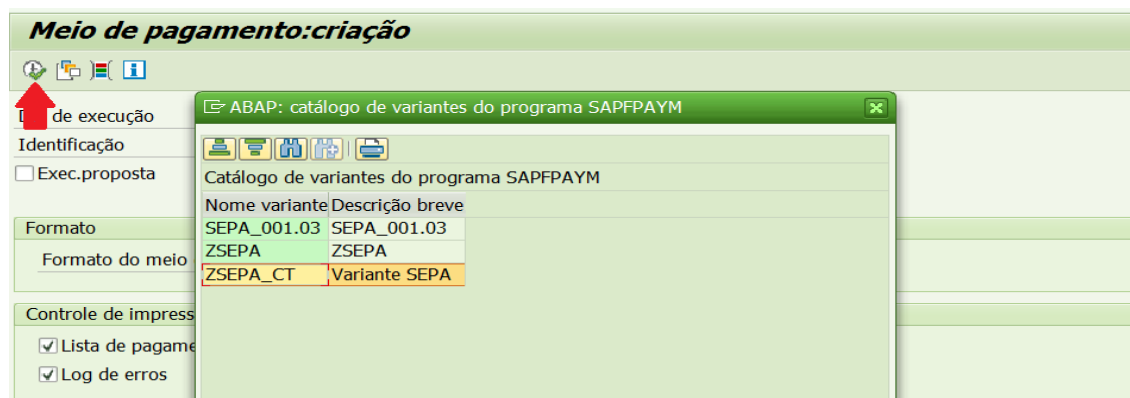 Meio de pagamento:criação
de execução
Identificação
Exec.proposta
Formato
Formato do meio
Controle de impress
Lista de pagame
Log de erros
ABAP: catálogo de variantes do programa SAPFPAYM
Catálogo de variantes do programa SAPFPAYM
Nome variante Descrição breve
SEPA_001.03 SEPA_001.03
ZSEPA ZSEPA
ZSEPA_CT Variante SEPA